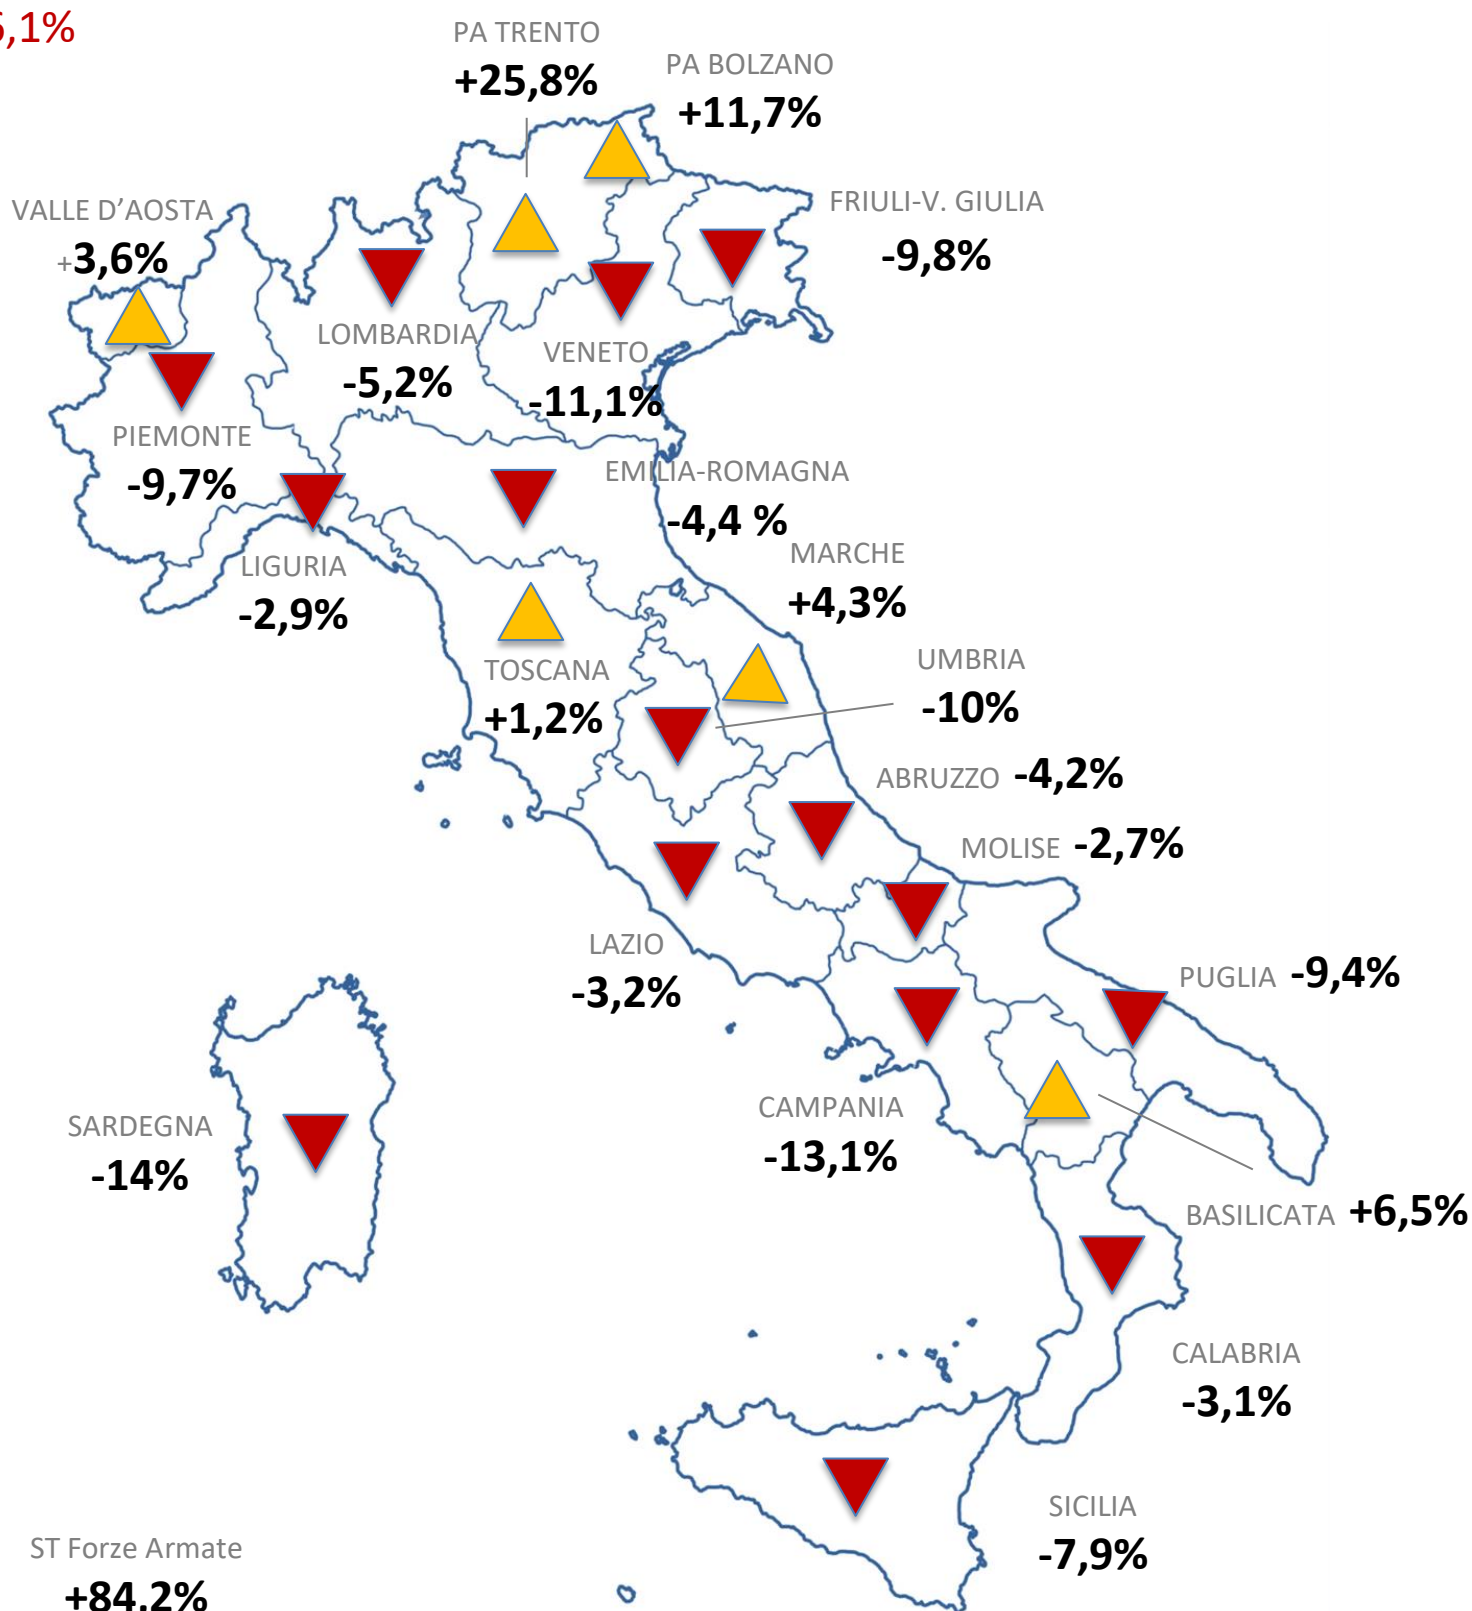 ,1%
PA TRENTO
+25,8%
PA BOLZANO
+11,7%
VALLE D’AOSTA
+3,6%
FRIULI-V. GIULIA
-9,8%
LOMBARDIA
-5,2%
VENETO
-11,1%
PIEMONTE
-9,7%
EMILIA-ROMAGNA
-4,4 %
LIGURIA
-2,9%
MARCHE
+4,3%
TOSCANA
+1,2%
UMBRIA
-10%
ABRUZZO -4,2%
MOLISE -2,7%
LAZIO
-3,2%
PUGLIA -9,4%
CAMPANIA
-13,1%
SARDEGNA
-14%
BASILICATA +6,5%
CALABRIA
-3,1%
SICILIA
-7,9%
ST Forze Armate
+84,2%